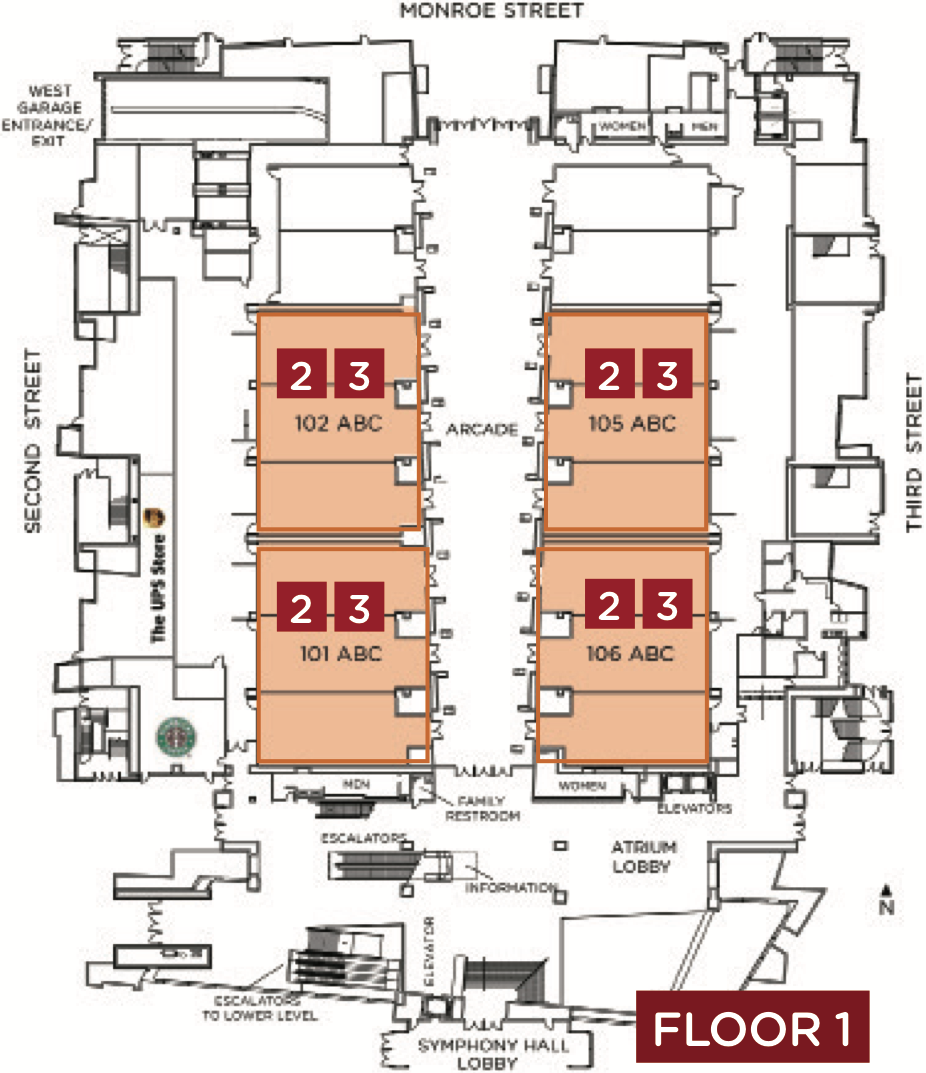 MONROE STREET
WEST
GARAGE
ENTRANCE/
EXIT
WOMEN
MEN
SECOND STREET
2 3
102 ABC
ARCADE
2 3
105 ABC
THIRD STREET
The UPS Store
2 3
101 ABC
2 3
106 ABC
MEN
FAMILY
RESTROOM
WOMEN
ELEVATORS
ESCALATORS
INFORMATION
ATRIUM
LOBBY
N
ELEVATOR
ESCALATORS
TO LOWER LEVEL
SYMPHONY HALL
LOBBY
FLOOR 1